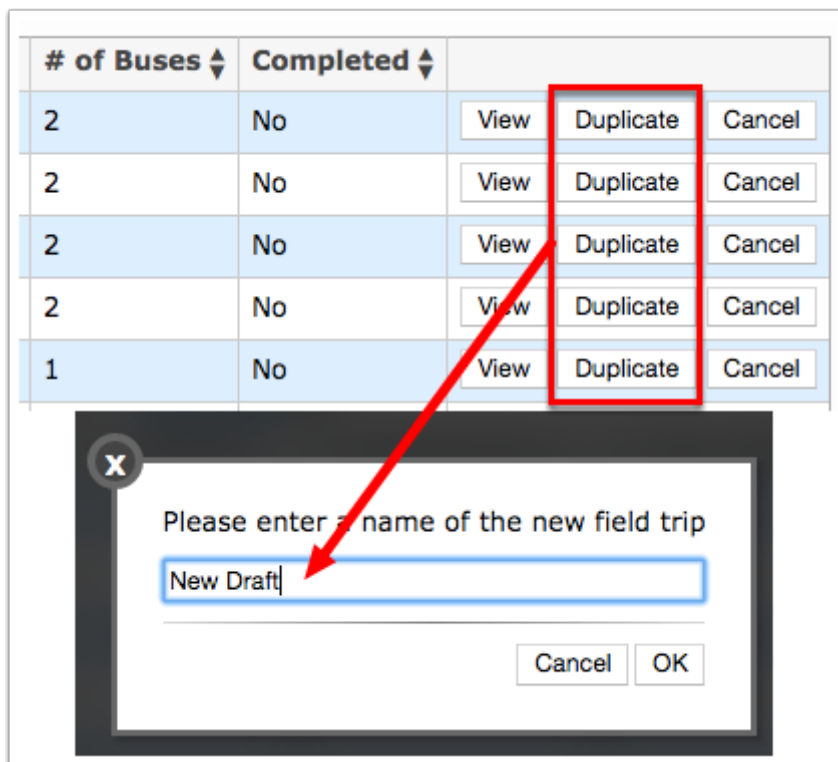 # of Buses Completed
2 No View Duplicate Cancel
2 No View Duplicate Cancel
2 No View Duplicate Cancel
2 No View Duplicate Cancel
1 No View Duplicate Cancel
x
Please enter a name of the new field trip
New Draft
Cancel OK